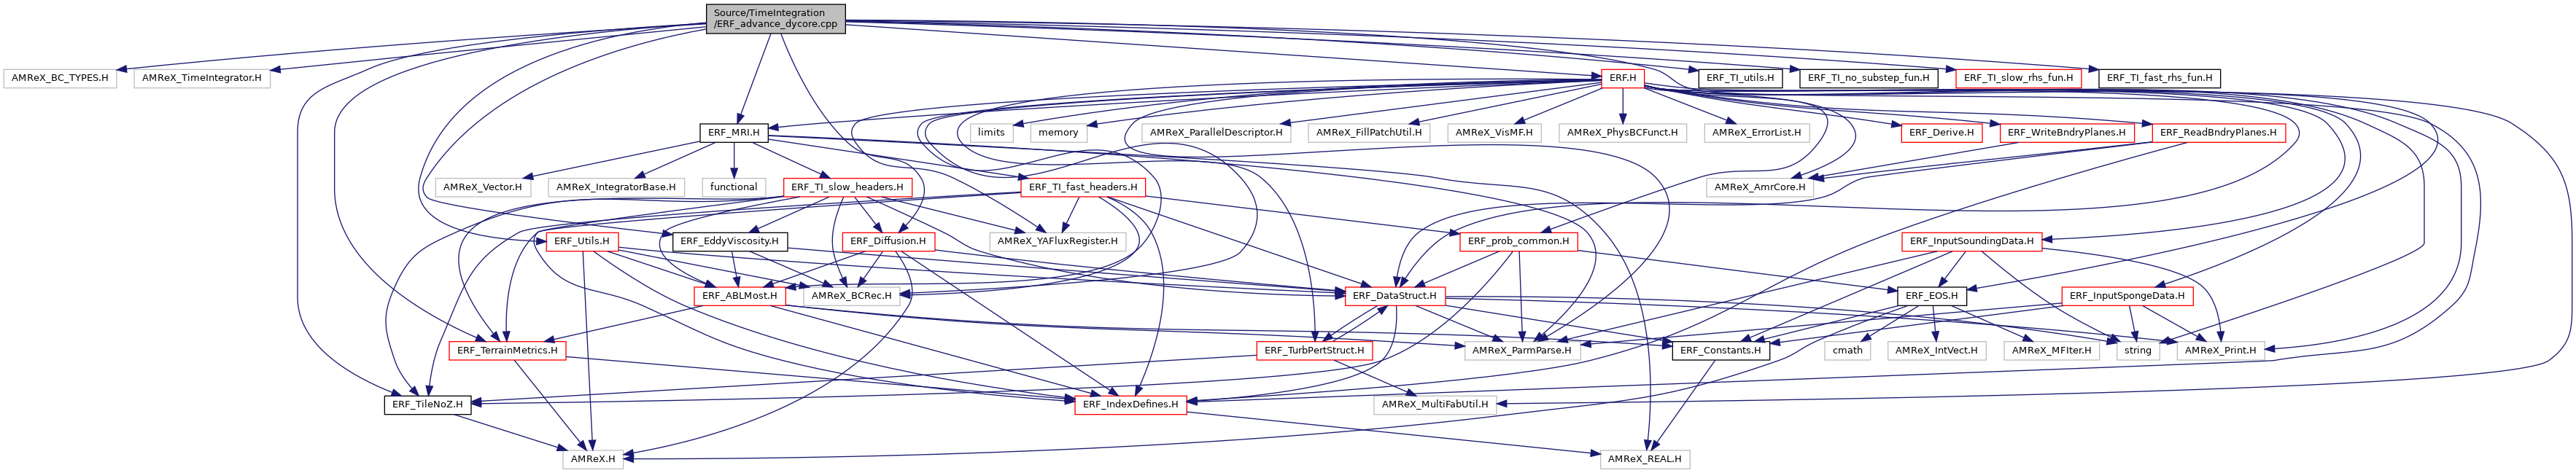 Source/TimeIntegration
/ERF_advance_dycore.cpp
AMReX_BC_TYPES.H
AMReX_TimeIntegrator.H
ERF.H
ERF_TI_utils.H
ERF_TI_no_substep_fun.H
ERF_TI_slow_rhs_fun.H
ERF_TI_fast_rhs_fun.H
ERF_MRI.H
limits
memory
AMReX_ParallelDescriptor.H
AMReX_FillPatchUtil.H
AMReX_VisMF.H
AMReX_PhysBCFunct.H
AMReX_ErrorList.H
ERF_Derive.H
ERF_WriteBndryPlanes.H
ERF_ReadBndryPlanes.H
AMReX_Vector.H
AMReX_IntegratorBase.H
functional
ERF_TI_slow_headers.H
ERF_TI_fast_headers.H
AMReX_AmrCore.H
ERF_Utils.H
ERF_EddyViscosity.H
ERF_Diffusion.H
AMReX_YAFluxRegister.H
ERF_prob_common.H
ERF_InputSoundingData.H
ERF_ABLMost.H
AMReX_BCRec.H
ERF_DataStruct.H
ERF_EOS.H
ERF_InputSpongeData.H
ERF_TerrainMetrics.H
AMReX_ParmParse.H
ERF_TurbPertStruct.H
ERF_Constants.H
cmath
AMReX_IntVect.H
AMReX_MFIter.H
string
AMReX_Print.H
ERF_TileNoZ.H
ERF_IndexDefines.H
AMReX_MultiFabUtil.H
AMReX.H
AMReX_REAL.H